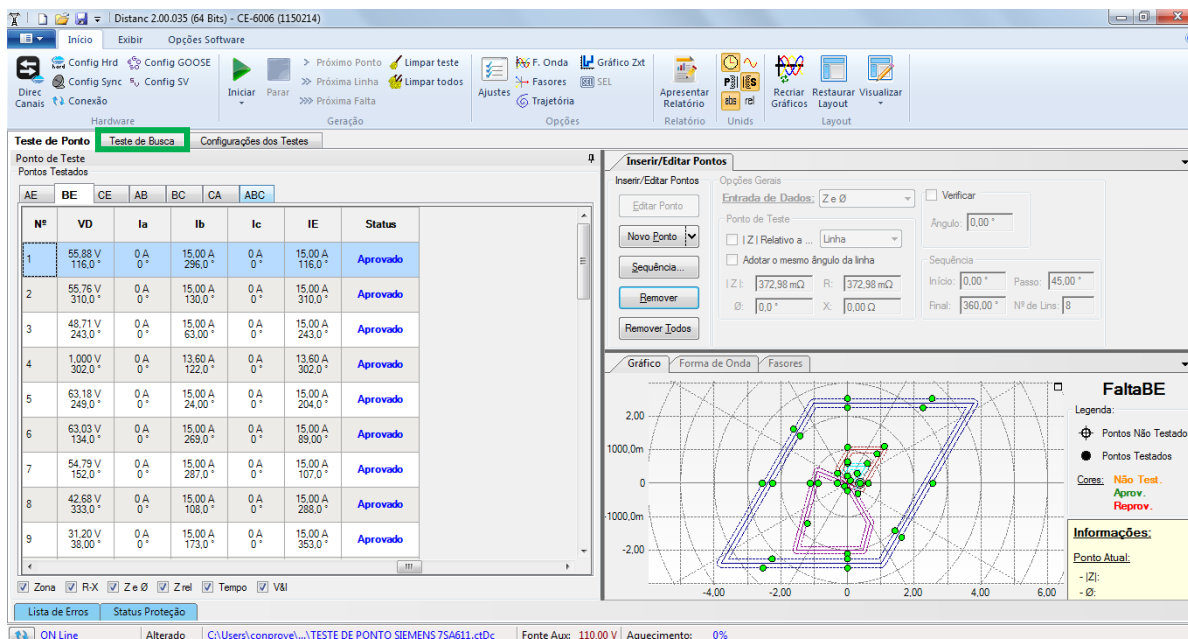 Distanc 2.00.035 (64 Bits) - CE-6006 (1150214)
Início Exibir Opções Software
Direc Canais
Config Hrd Config GOOSE
Config Sync Config SV
Conexão
Hardware
Iniciar Parar
Próximo Ponto Limpar teste
Próxima Linha Limpar todos
Próxima Falta
Geração
Ajustes
F. Onda Gráfico Zxt
Fasores SEL
Trajetória
Opções
Apresentar Relatório
Relatório
abs rel
Unids
Recriar Gráficos Restaurar Layout Visualizar
Layout
Teste de Ponto Teste de Busca Configurações dos Testes
Ponto de Teste
Pontos Testados
AE BE CE AB BC CA ABC
Nº VD Ia Ib Ic IE Status
1 55,88 V 116,0 ° 0 A 0 ° 15,00 A 296,0 ° 0 A 0 ° 15,00 A 116,0 ° Aprovado
2 55,76 V 310,0 ° 0 A 0 ° 15,00 A 130,0 ° 0 A 0 ° 15,00 A 310,0 ° Aprovado
3 48,71 V 243,0 ° 0 A 0 ° 15,00 A 63,00 ° 0 A 0 ° 15,00 A 243,0 ° Aprovado
4 1,000 V 302,0 ° 0 A 0 ° 13,60 A 122,0 ° 0 A 0 ° 13,60 A 302,0 ° Aprovado
5 63,18 V 249,0 ° 0 A 0 ° 15,00 A 24,00 ° 0 A 0 ° 15,00 A 204,0 ° Aprovado
6 63,03 V 134,0 ° 0 A 0 ° 15,00 A 269,0 ° 0 A 0 ° 15,00 A 89,00 ° Aprovado
7 54,79 V 152,0 ° 0 A 0 ° 15,00 A 287,0 ° 0 A 0 ° 15,00 A 107,0 ° Aprovado
8 42,68 V 333,0 ° 0 A 0 ° 15,00 A 108,0 ° 0 A 0 ° 15,00 A 288,0 ° Aprovado
9 31,20 V 38,00 ° 0 A 0 ° 15,00 A 173,0 ° 0 A 0 ° 15,00 A 353,0 ° Aprovado
Zona R-X Z e Ø Z rel Tempo V&I
Lista de Erros Status Proteção
Inserir/Editar Pontos
Inserir/Editar Pontos
Editar Ponto
Novo Ponto
Sequência...
Remover
Remover Todos
Opções Gerais
Entrada de Dados: Z e Ø
Ponto de Teste
| Z | Relativo a ... Linha
Adotar o mesmo ângulo da linha
| Z |: 372,98 mΩ R: 372,98 mΩ
Ø: 0,0 ° X: 0,00 Ω
Verificar
Ângulo: 0,00 °
Sequência
Início: 0,00 ° Passo: 45,00 °
Final: 360,00 ° Nº de Lins: 8
Gráfico Forma de Onda Fasores
2,00
1000,0m
0
1000,0m
-2,00
-4,00 -2,00 0 2,00 4,00 6,00
FaltaBE
Legenda:
Pontos Não Testado
Pontos Testados
Cores: Não Test.
Aprov.
Reprov.
Informações:
Ponto Atual:
- |Z|:
- Ø:
ON Line Alterado C:\Users\conprove\...\TESTE DE PONTO SIEMENS 7SA611.ctDc Fonte Aux: 110.00 V Aquecimento: 0%